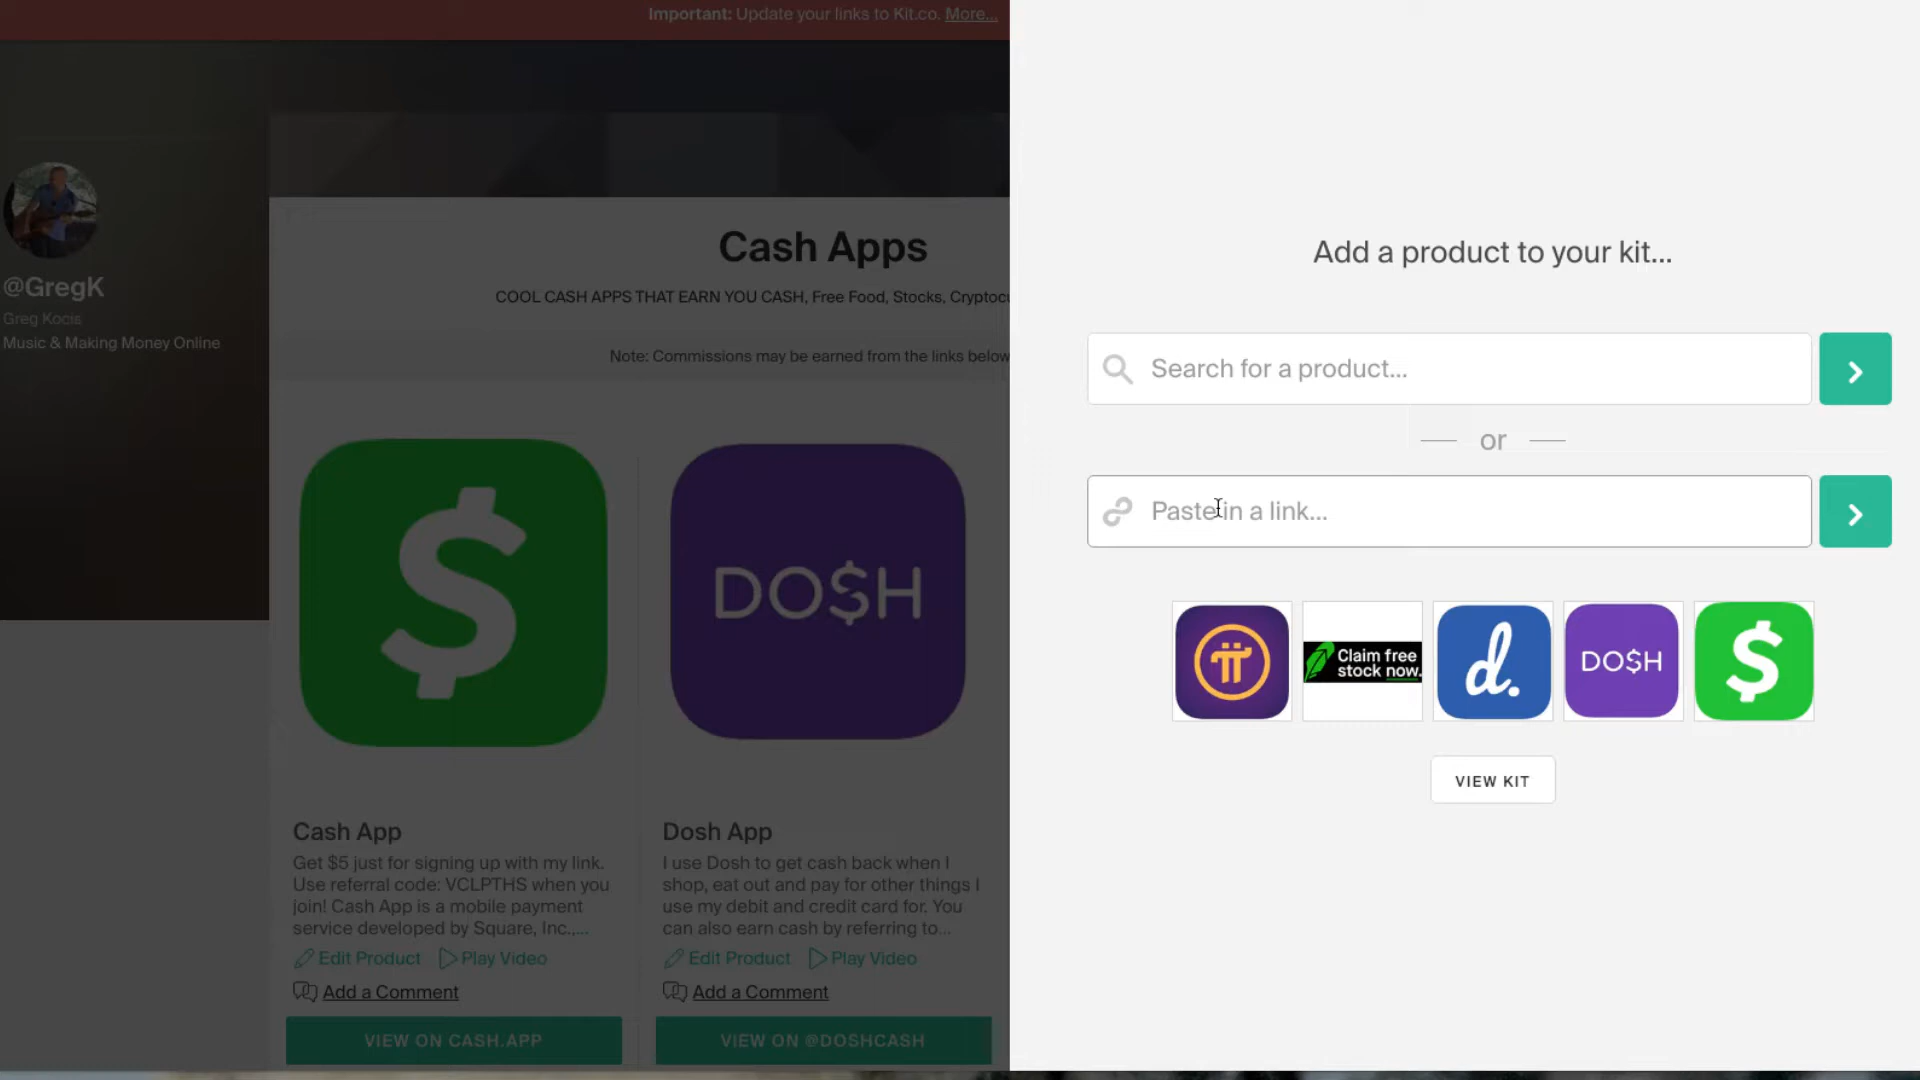 Important: Update your links to Kit.co. More...
@GregK
Greg Kocis
Music & Making Money Online
Cash Apps
COOL CASH APPS THAT EARN YOU CASH, Free Food, Stocks, Cryptocu
Note: Commissions may be earned from the links below
$
DO$H
Cash App
Get $5 just for signing up with my link.
Use referral code: VCLPTHS when you
join! Cash App is a mobile payment
service developed by Square, Inc.,...
Edit Product Play Video
Add a Comment
VIEW ON CASH.APP
Dosh App
I use Dosh to get cash back when I
shop, eat out and pay for other things I
use my debit and credit card for. You
can also earn cash by referring to...
Edit Product Play Video
Add a Comment
VIEW ON @DOSHCASH
Add a product to your kit...
Search for a product...
or
Paste in a link...
Claim free
stock now.
d.
DO$H
$
VIEW KIT